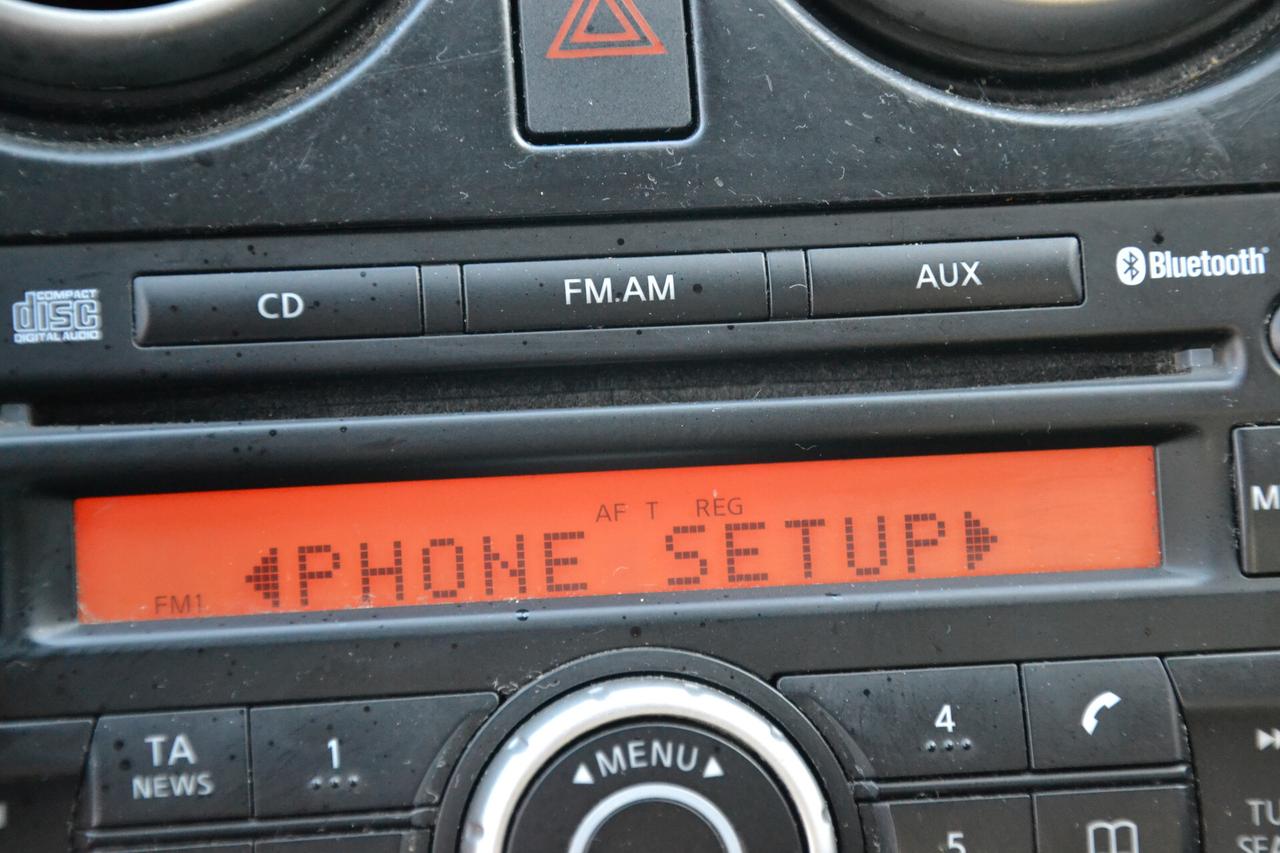 COMPACT
disc
DIGITAL AUDIO
CD
FM.AM
AUX
Bluetooth
AF T REG
PHONE SETUP
FM1
TA
NEWS
1
MENU
4
5